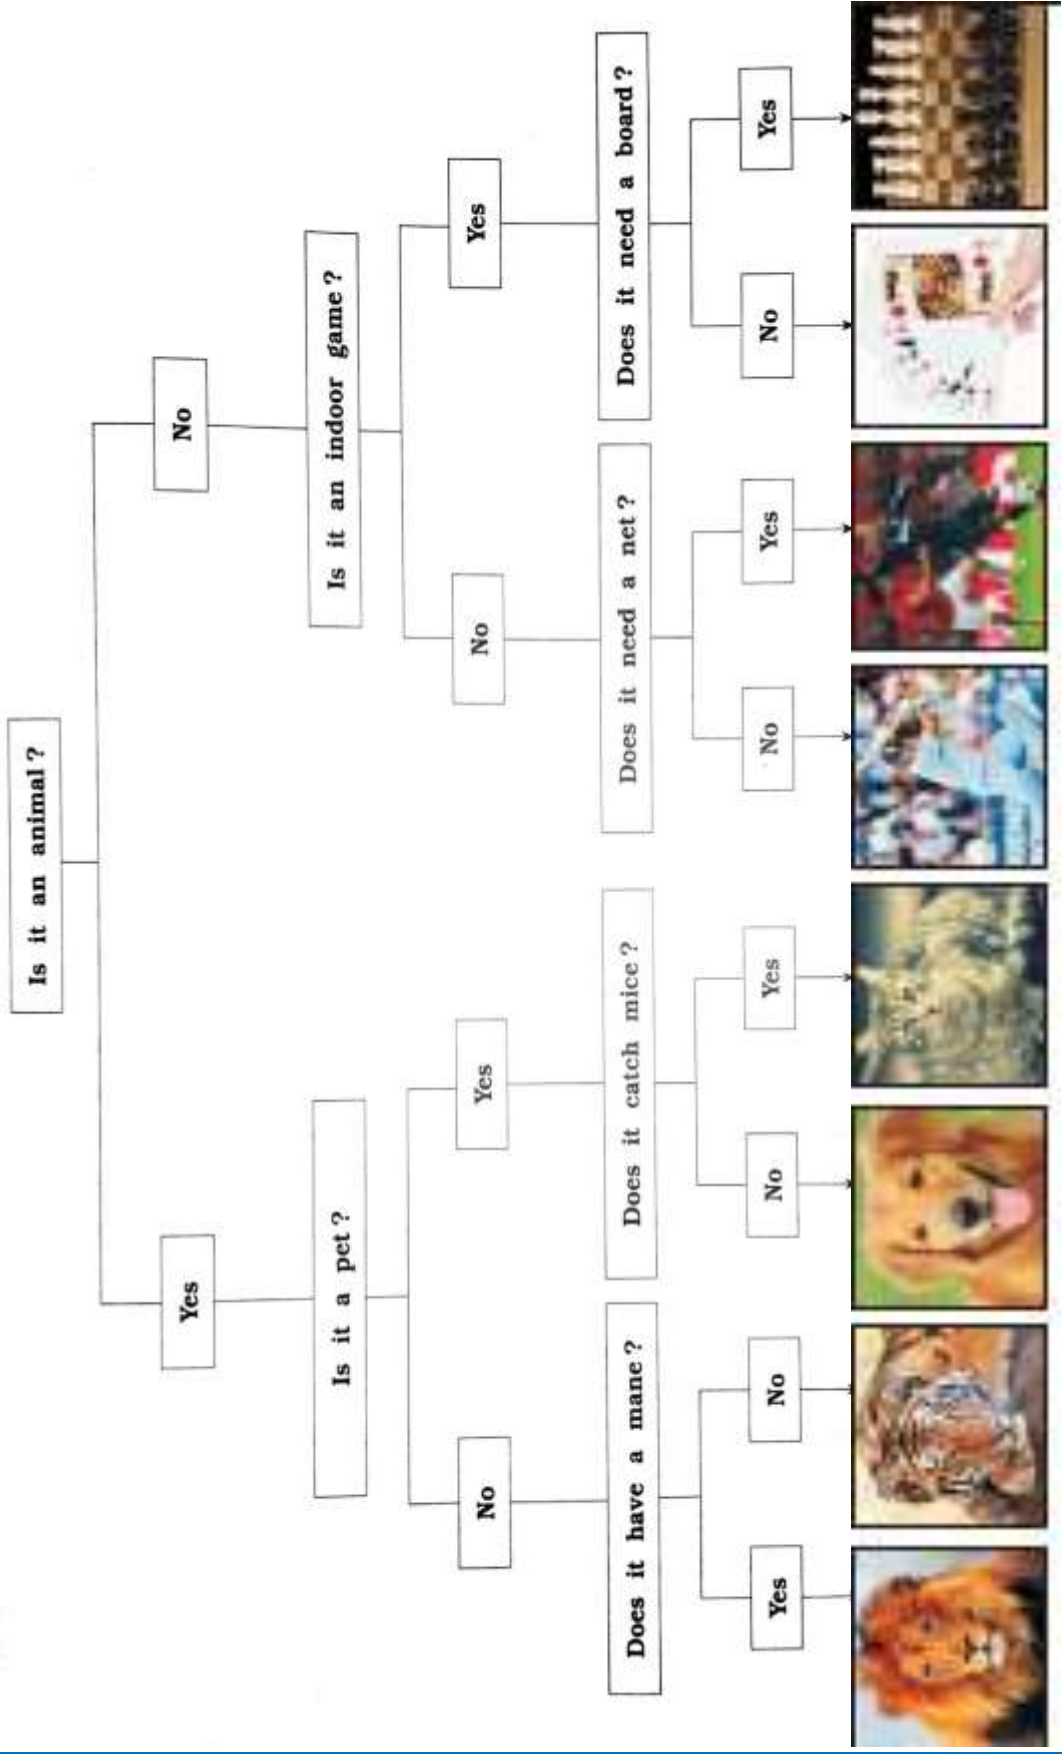 Is it an animal?
Yes
No
Is it a pet?
Is it an indoor game?
No
Yes
No
Yes
Does it have a mane?
Does it catch mice?
Does it need a net?
Does it need a board?
Yes
No
No
Yes
No
Yes
No
Yes